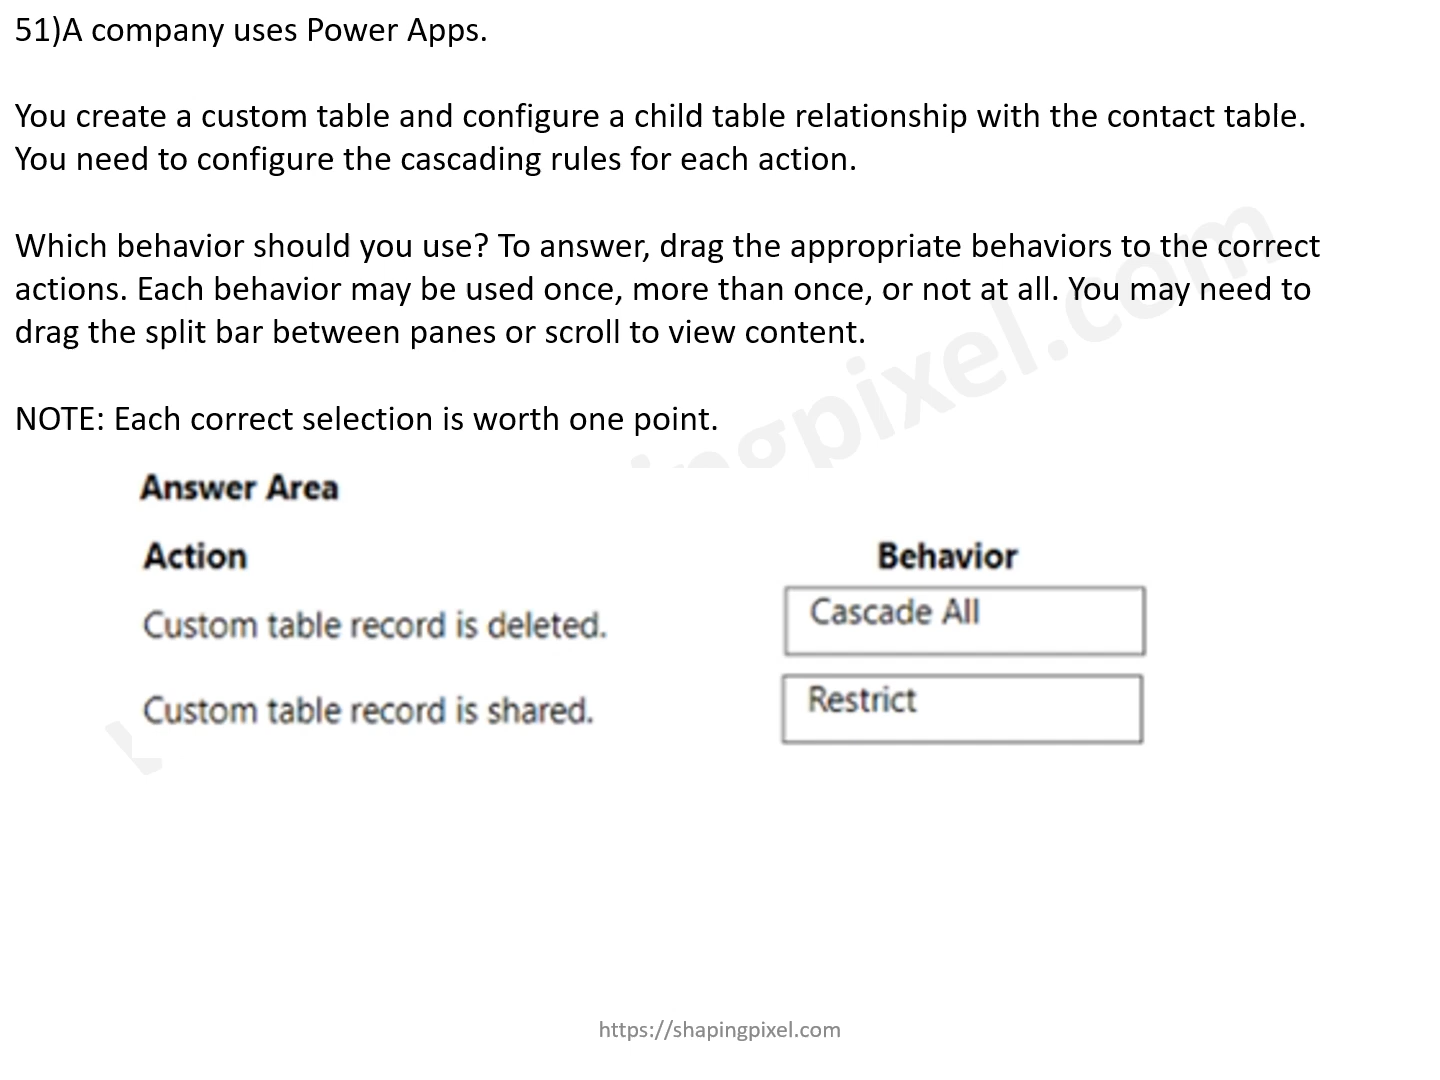 51)A company uses Power Apps.
You create a custom table and configure a child table relationship with the contact table.
You need to configure the cascading rules for each action.
Which behavior should you use? To answer, drag the appropriate behaviors to the correct
actions. Each behavior may be used once, more than once, or not at all. You may need to
drag the split bar between panes or scroll to view content.
NOTE: Each correct selection is worth one point.
Answer Area
Action Behavior
Custom table record is deleted. Cascade All
Custom table record is shared. Restrict
https://shapingpixel.com